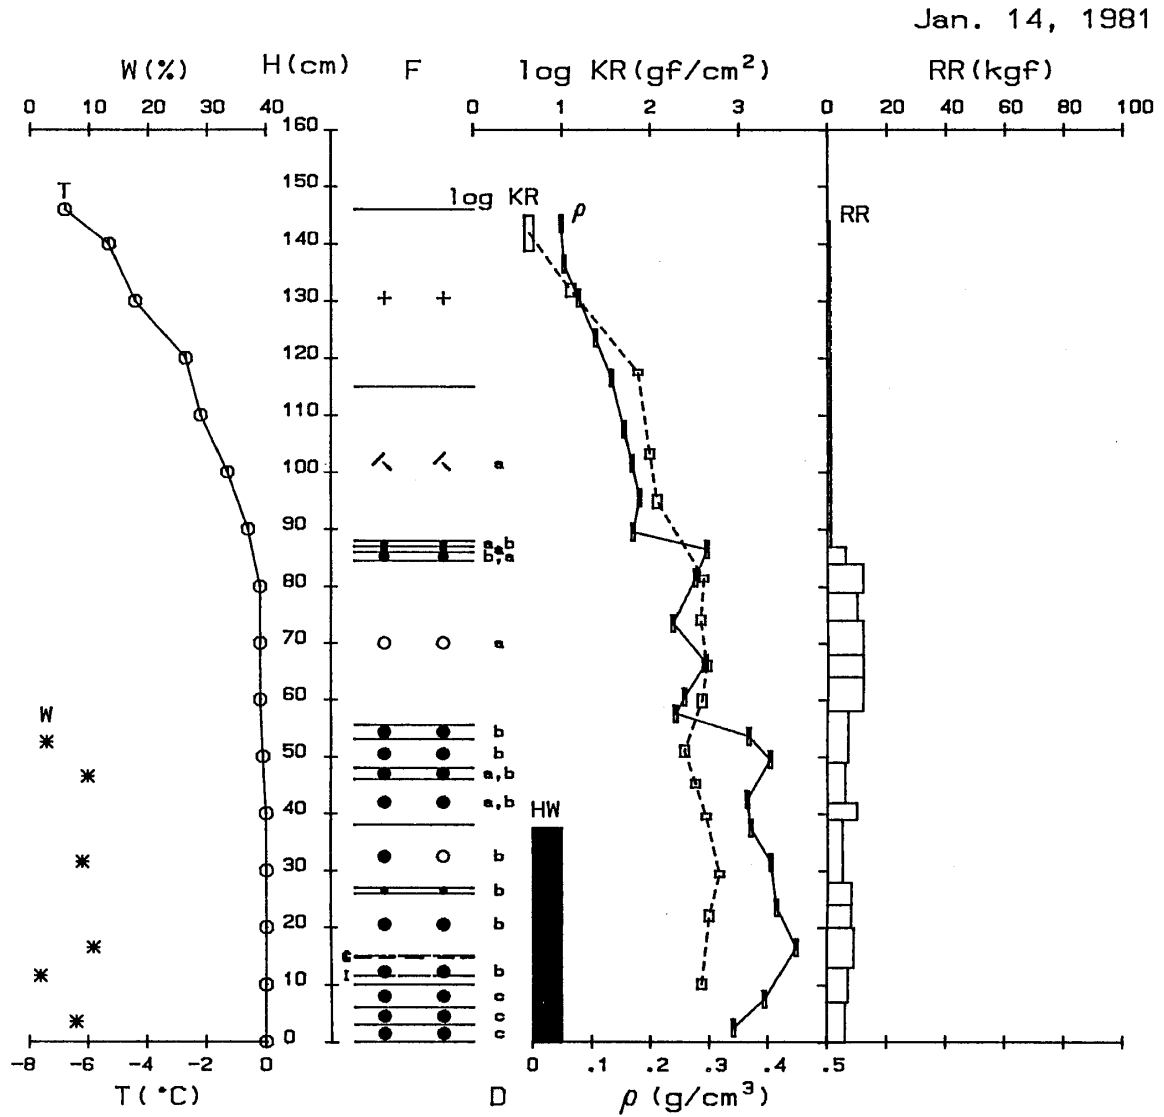 Jan. 14, 1981
W(%) H(cm) F log KR(gf/cm²) RR(kgf)
0 10 20 30 40 0 1 2 3 0 20 40 60 80 100
160
150
T log KR ρ RR
140
130
120
110
100 a
90
a,b
a
b,a
80
70 a
60
W b
50 b
a,b
40 a,b HW
b
30
b
20 b
I b
10 c
c
0 c
-8 -6 -4 -2 0 0 .1 .2 .3 .4 .5
T(°C) D ρ (g/cm³)